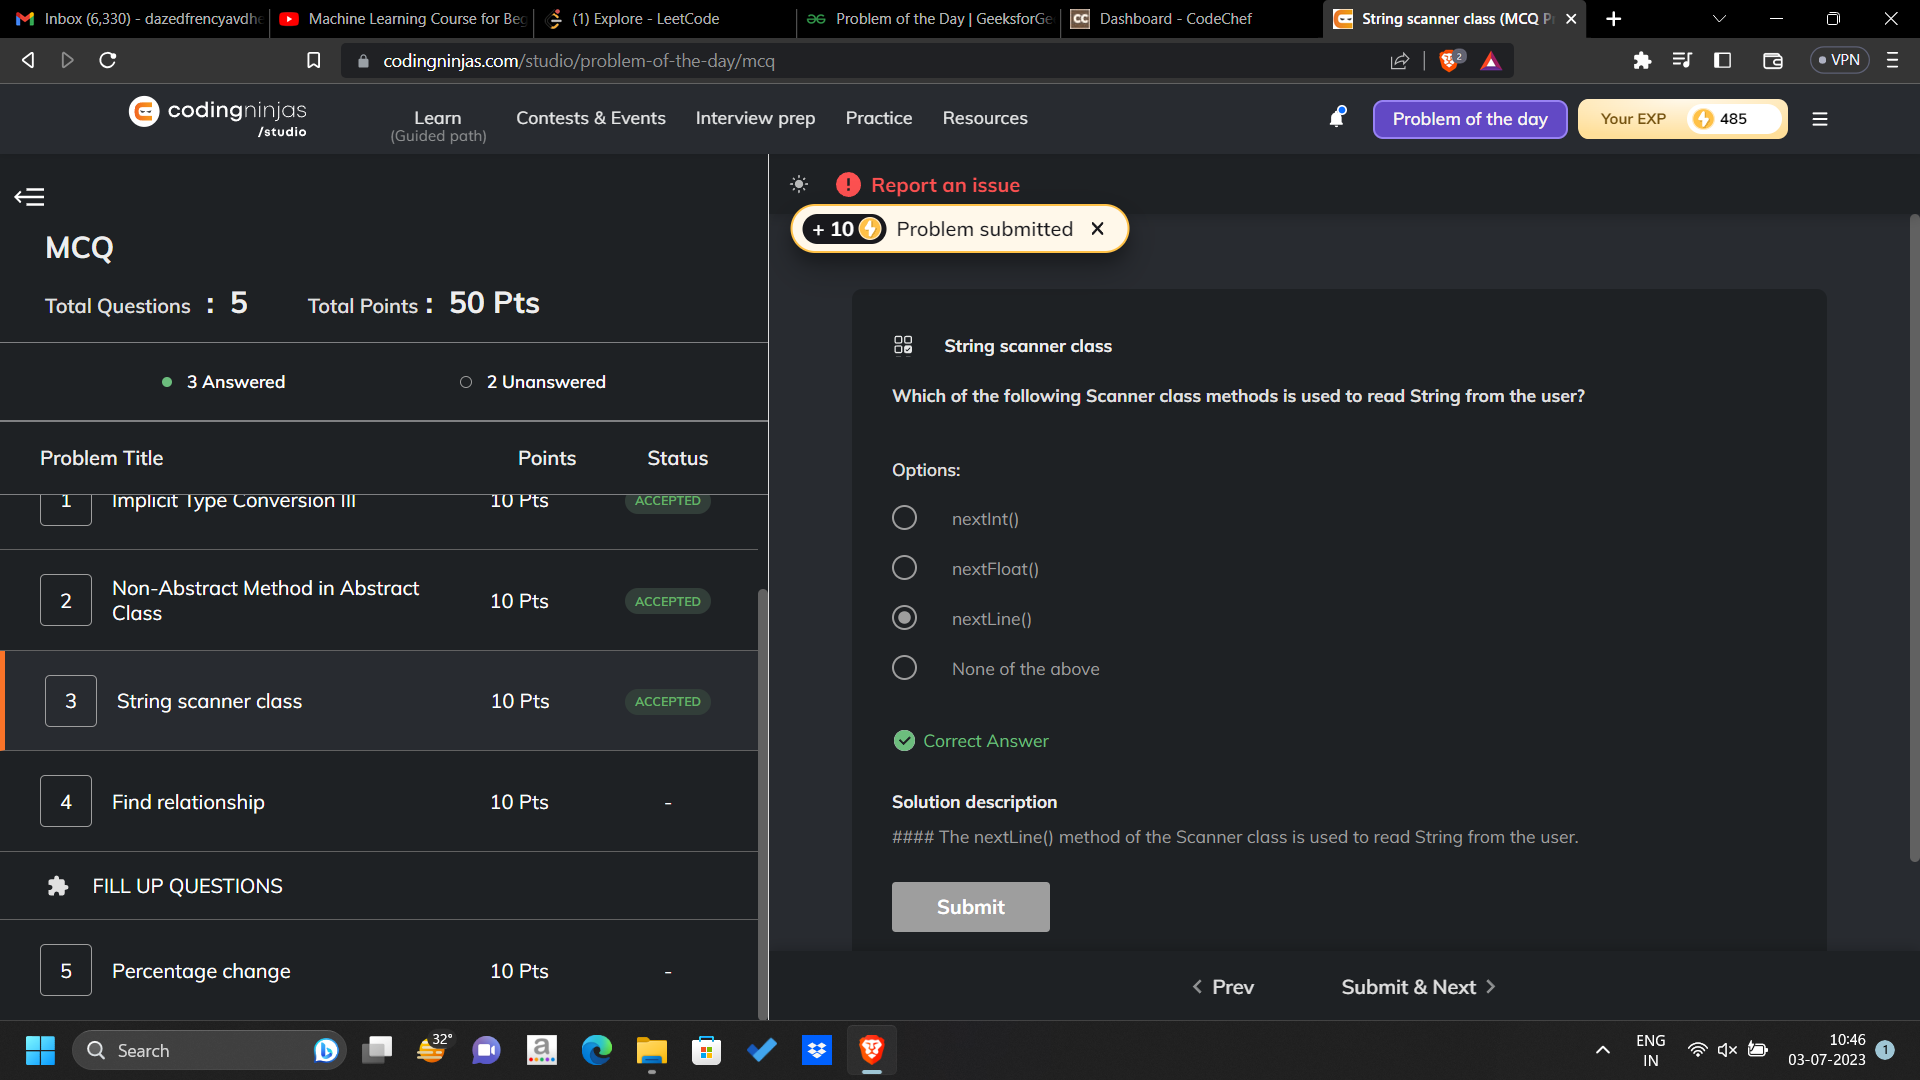 Inbox (6,330) - dazedfrencyavdhe
Machine Learning Course for Beg
(1) Explore - LeetCode
Problem of the Day | GeeksforGe
CC Dashboard - CodeChef
String scanner class (MCQ P
codingninjas.com/studio/problem-of-the-day/mcq
2
VPN
codingninjas
/studio
Learn
(Guided path)
Contests & Events
Interview prep
Practice
Resources
Problem of the day
Your EXP 485
Report an issue
+ 10 Problem submitted
MCQ
Total Questions : 5 Total Points : 50 Pts
3 Answered 2 Unanswered
Problem Title Points Status
1 Implicit Type Conversion III 10 Pts ACCEPTED
2 Non-Abstract Method in Abstract
Class 10 Pts ACCEPTED
3 String scanner class 10 Pts ACCEPTED
4 Find relationship 10 Pts -
FILL UP QUESTIONS
5 Percentage change 10 Pts -
String scanner class
Which of the following Scanner class methods is used to read String from the user?
Options:
nextInt()
nextFloat()
nextLine()
None of the above
Correct Answer
Solution description
#### The nextLine() method of the Scanner class is used to read String from the user.
Submit
Prev Submit & Next
Search
32°
a
ENG
IN
10:46
03-07-2023
1